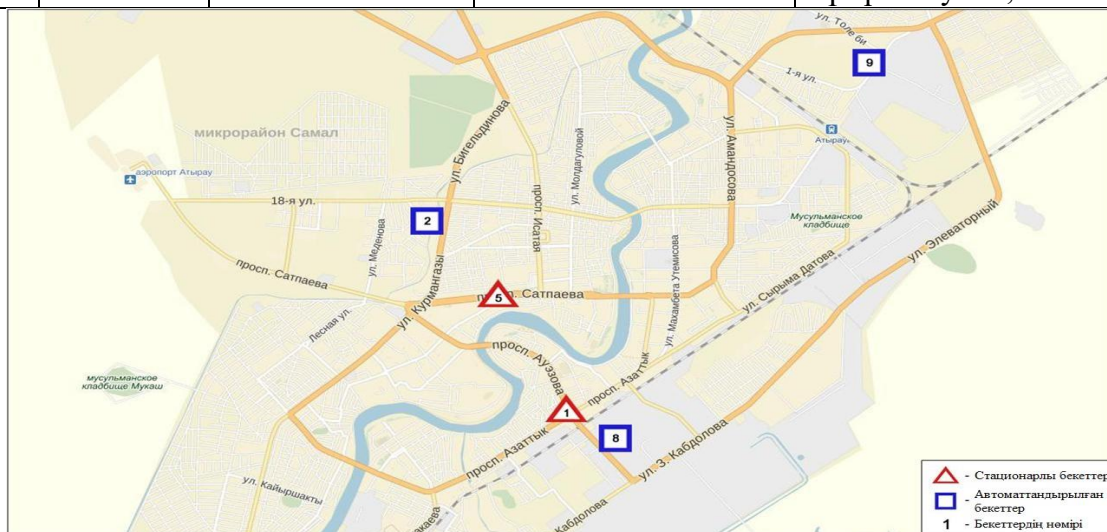 ул. Толе би
9
1-я ул.
Атырау
микрорайон Самал
ул. Бигельдинова
ул. Молдагуловой
ул. Амандосова
аэропорт Атырау
18-я ул.
2
просп. Исатая
Мусульманское
кладбище
ул. Элеваторный
ул. Меденова
просп. Сатпаева
ул. Курмангазы
5
п. Сатпаева
ул. Махамбета Утемисова
ул. Сырыма Датова
Лесная ул.
просп. Ауэзова
мусульманское
кладбище Мукаш
просп. Азаттык
1
просп. Азаттык
8
ул. З. Кабдолова
ул. Кайыршакты
Кабдолова
- Стационарлы бекеттер
- Автоматтандырылған
бекеттер
1 - Бекеттердің нөмірі